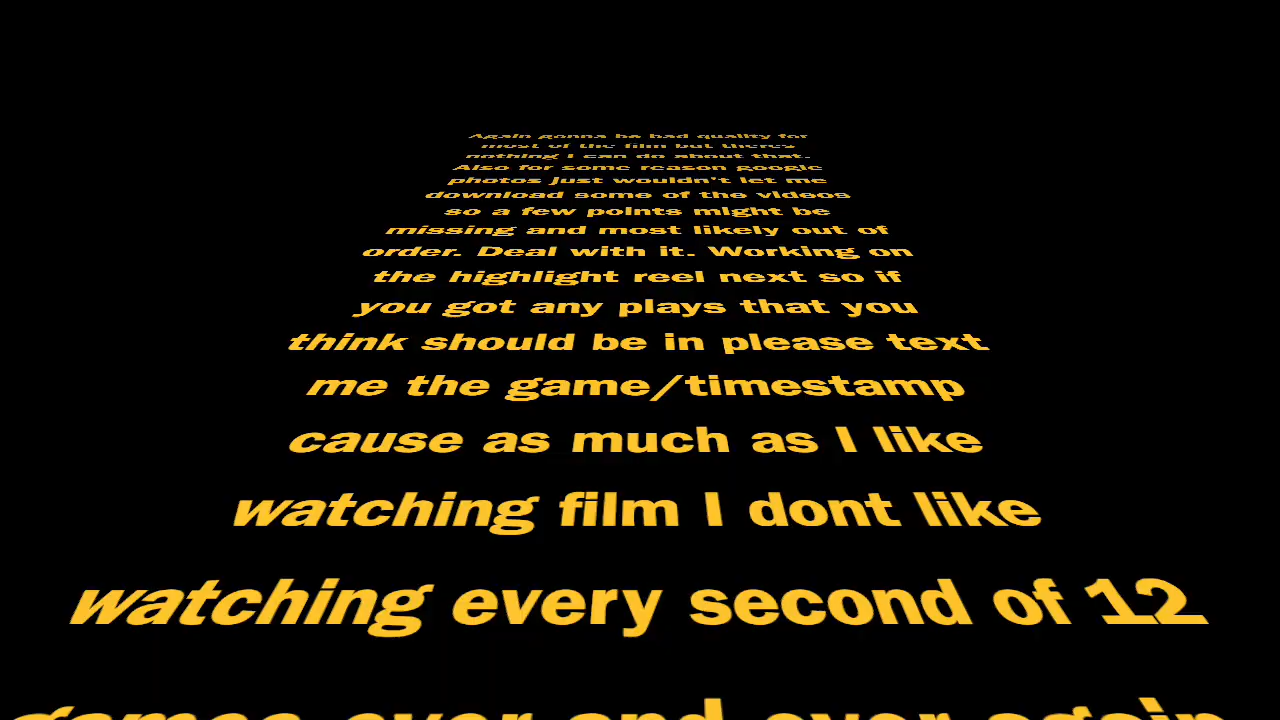 Again gonna be bad quality for
most of the film but theres
nothing I can do about that.
Also for some reason google
photos just wouldn't let me
download some of the videos
so a few points might be
missing and most likely out of
order. Deal with it. Working on
the highlight reel next so if
you got any plays that you
think should be in please text
me the game/timestamp
cause as much as I like
watching film I dont like
watching every second of 12
games over and over again